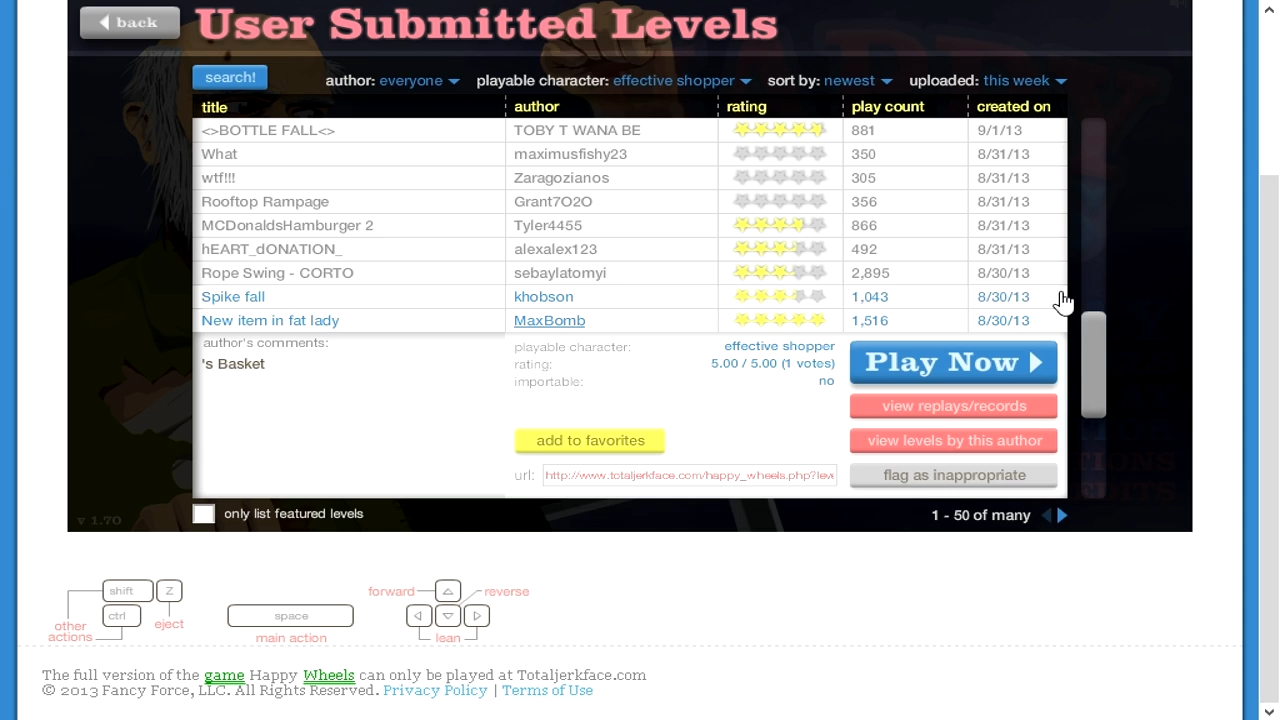 back User Submitted Levels
search! author: everyone playable character: effective shopper sort by: newest uploaded: this week
title author rating play count created on
<>BOTTLE FALL<> TOBY T WANA BE 881 9/1/13
What maximusfishy23 350 8/31/13
wtf!!! Zaragozianos 305 8/31/13
Rooftop Rampage Grant7O2O 356 8/31/13
MCDonaldsHamburger 2 Tyler4455 866 8/31/13
hEART_dONATION_ alexalex123 492 8/31/13
Rope Swing - CORTO sebaylatomyi 2,895 8/30/13
Spike fall khobson 1,043 8/30/13
New item in fat lady MaxBomb 1,516 8/30/13
author's comments:
's Basket
playable character: effective shopper
rating: 5.00 / 5.00 (1 votes)
importable: no
Play Now
view replays/records
add to favorites
view levels by this author
url: http://www.totaljerkface.com/happy_wheels.php?leve
flag as inappropriate
only list featured levels 1 - 50 of many
v 1.70
shift Z
ctrl
other actions
eject
space
main action
forward reverse
lean
The full version of the game Happy Wheels can only be played at Totaljerkface.com
© 2013 Fancy Force, LLC. All Rights Reserved. Privacy Policy | Terms of Use